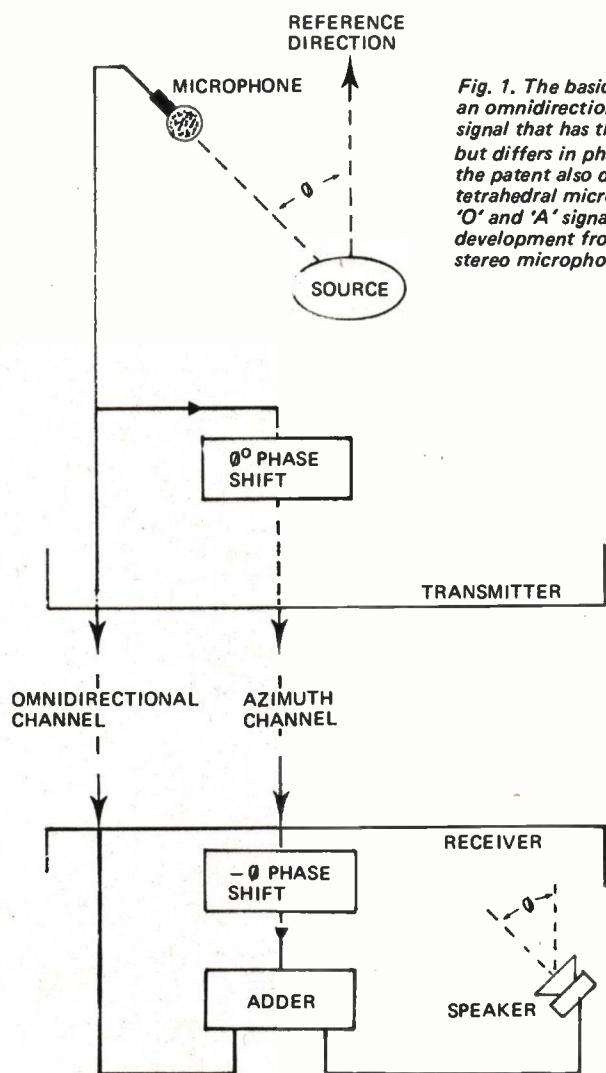 REFERENCE
DIRECTION
MICROPHONE
Fig. 1. The basic
an omnidirection
signal that has th
but differs in ph
the patent also d
tetrahedral micro
'O' and 'A' signa
development fro
stereo micropho
Ø
SOURCE
Ø° PHASE
SHIFT
TRANSMITTER
OMNIDIRECTIONAL
CHANNEL
AZIMUTH
CHANNEL
RECEIVER
– Ø PHASE
SHIFT
Ø
ADDER
SPEAKER